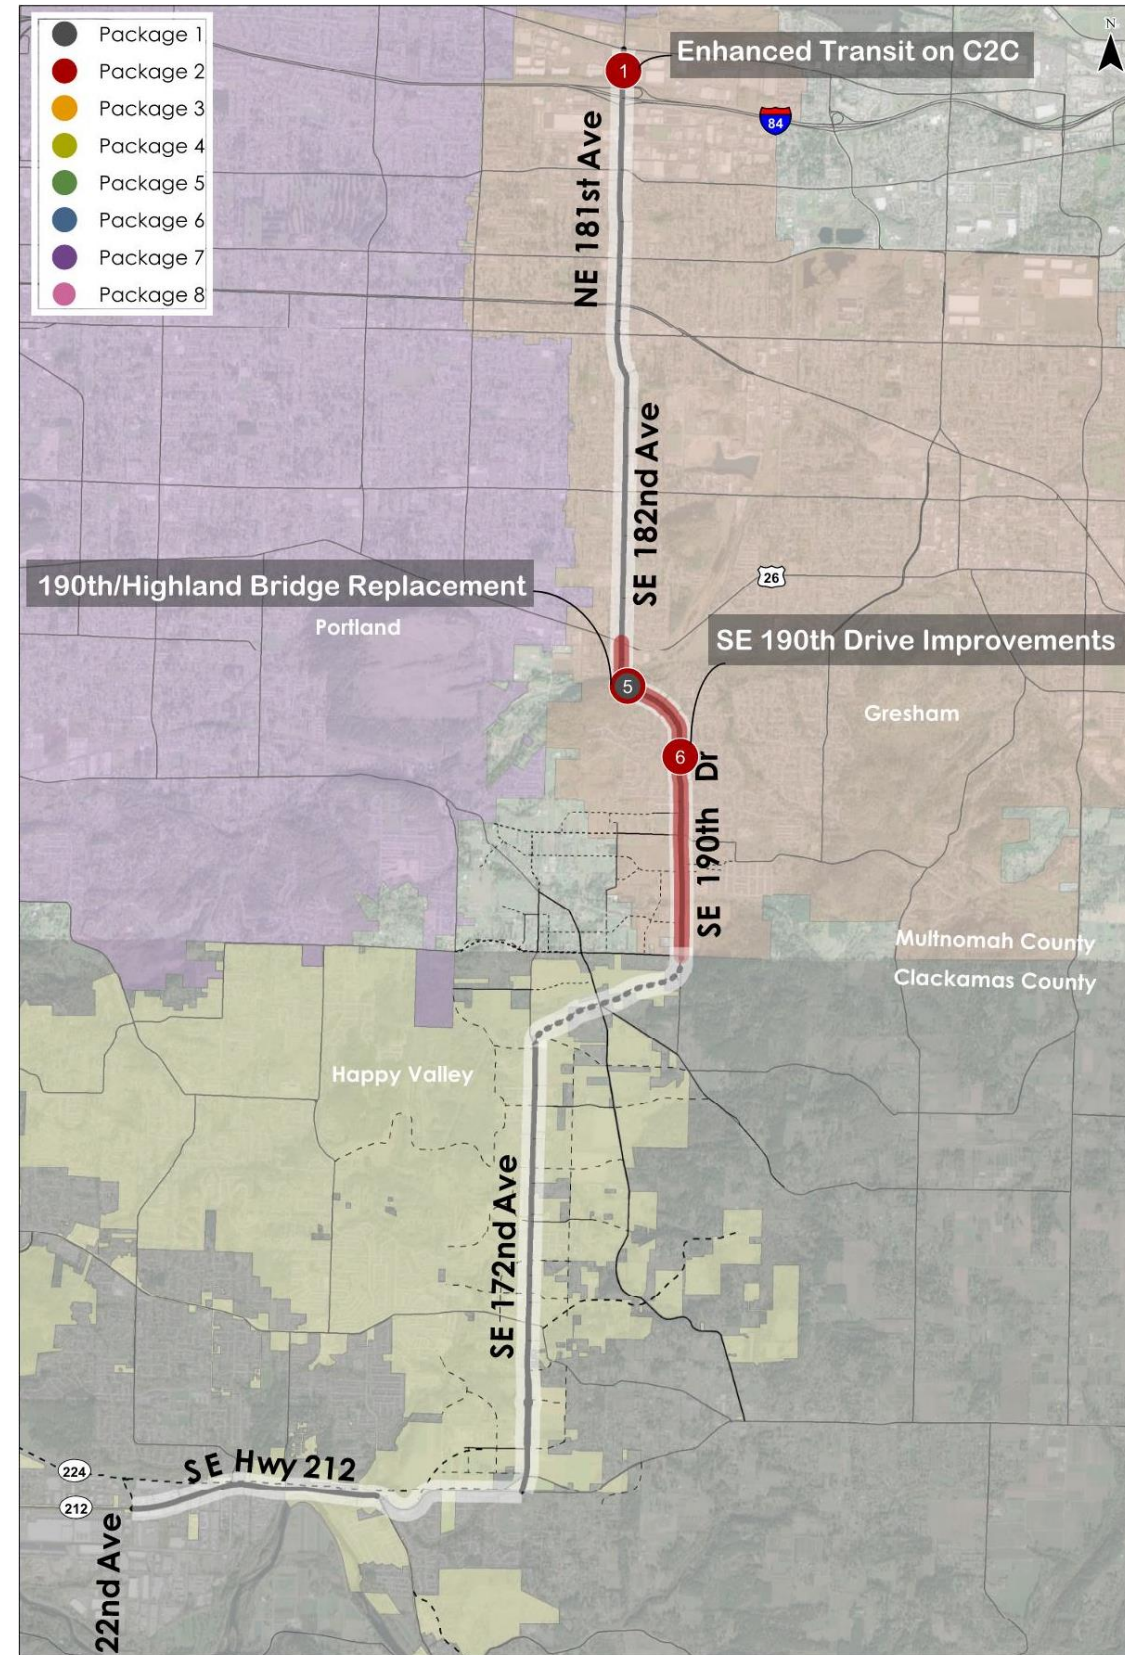 Package 1
Package 2
Package 3
Package 4
Package 5
Package 6
Package 7
Package 8
N
1
Enhanced Transit on C2C
84
NE 181st Ave
SE 182nd Ave
26
190th/Highland Bridge Replacement
Portland
SE 190th Drive Improvements
5
Gresham
6
SE 190th Dr
Multnomah County
Clackamas County
Happy Valley
SE 172nd Ave
SE Hwy 212
224
212
22nd Ave